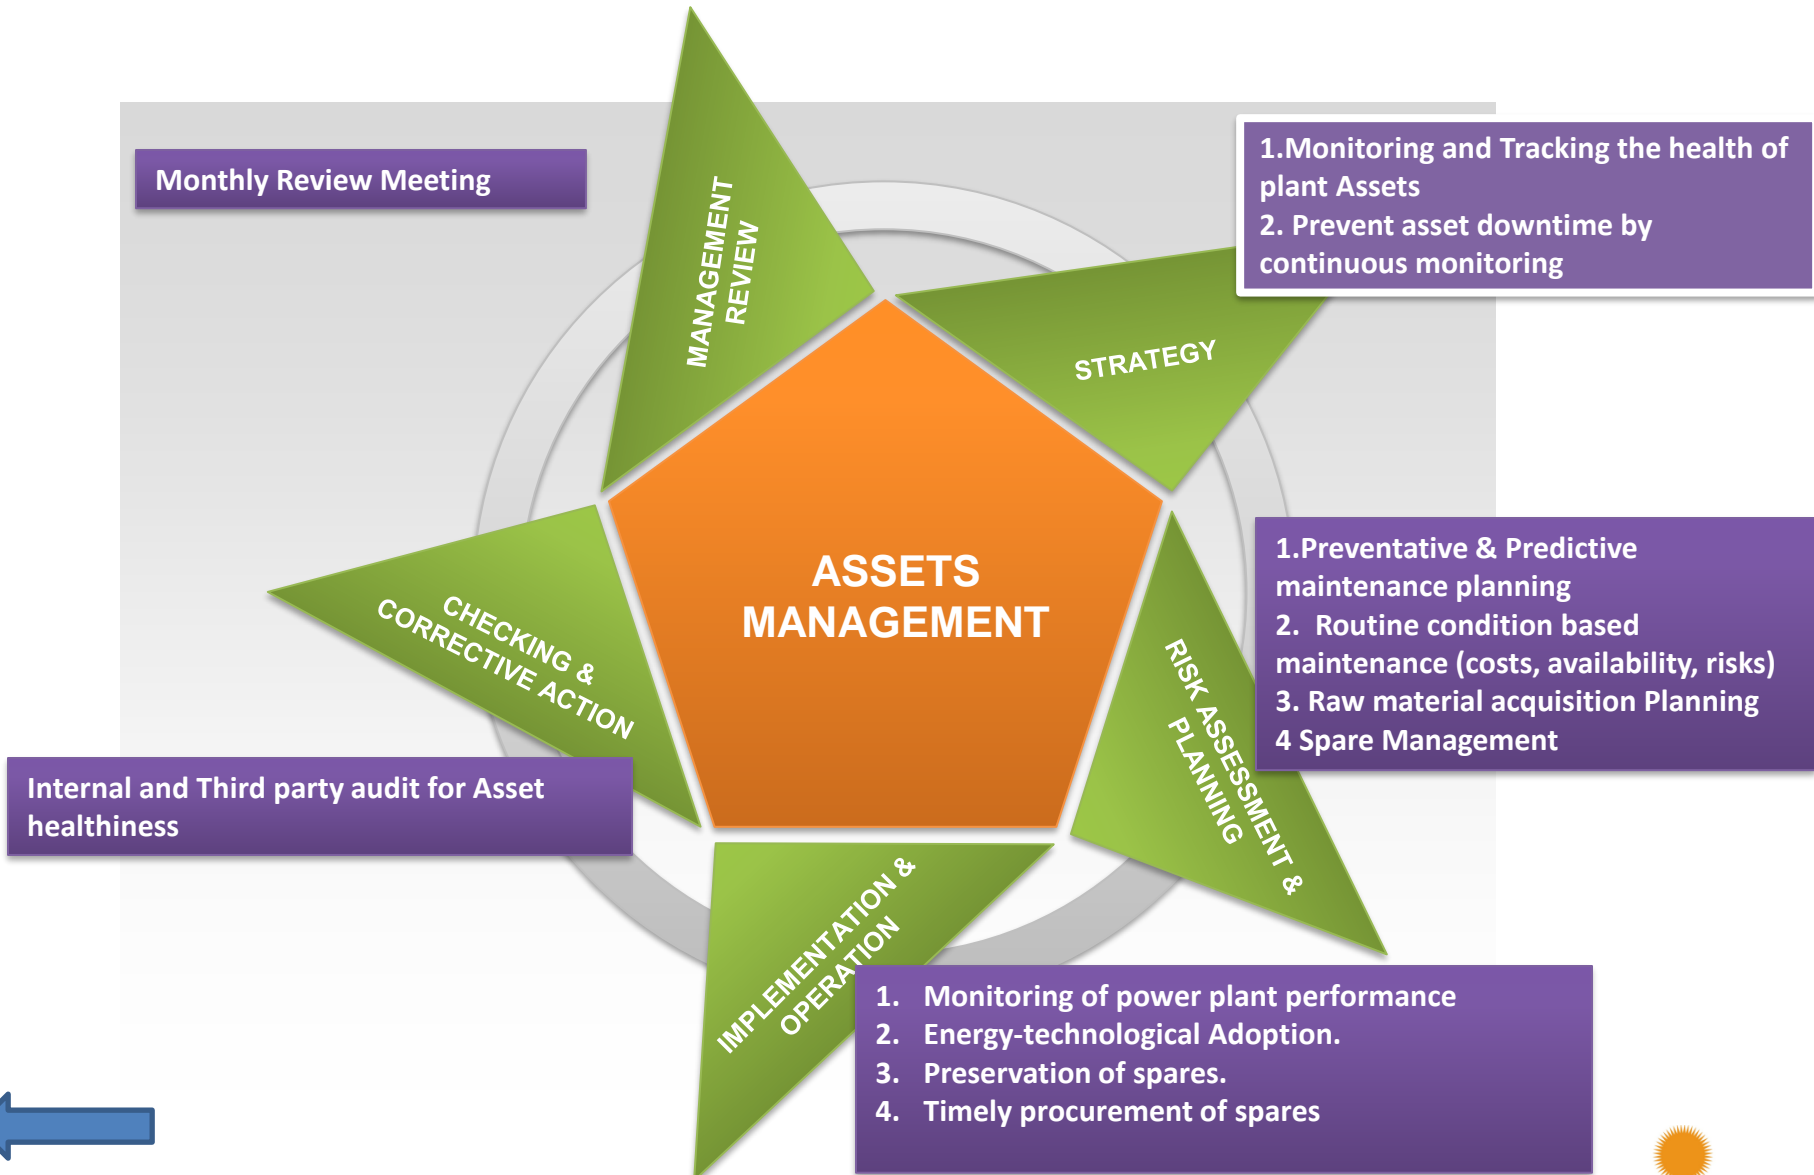 Monthly Review Meeting
MANAGEMENT
REVIEW
1.Monitoring and Tracking the health of
plant Assets
2. Prevent asset downtime by
continuous monitoring
STRATEGY
ASSETS
MANAGEMENT
1.Preventative & Predictive
maintenance planning
2.  Routine condition based
maintenance (costs, availability, risks)
3. Raw material acquisition Planning
4 Spare Management
RISK ASSESSMENT &
PLANNING
CHECKING &
CORRECTIVE ACTION
Internal and Third party audit for Asset
healthiness
IMPLEMENTATION &
OPERATION
1. Monitoring of power plant performance
2. Energy-technological Adoption.
3. Preservation of spares.
4. Timely procurement of spares